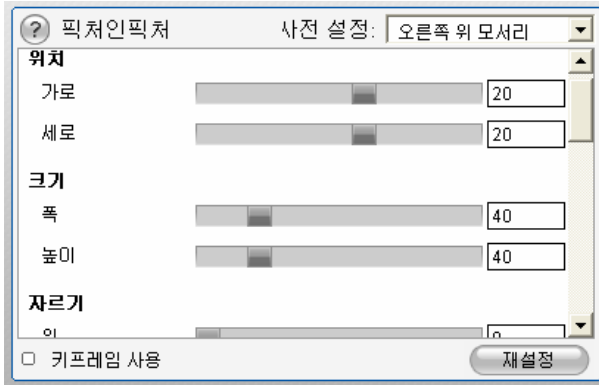 ? 픽처인픽처 사전 설정: 오른쪽 위 모서리
위치
가로 20
세로 20
크기
폭 40
높이 40
자르기
키프레임 사용 재설정